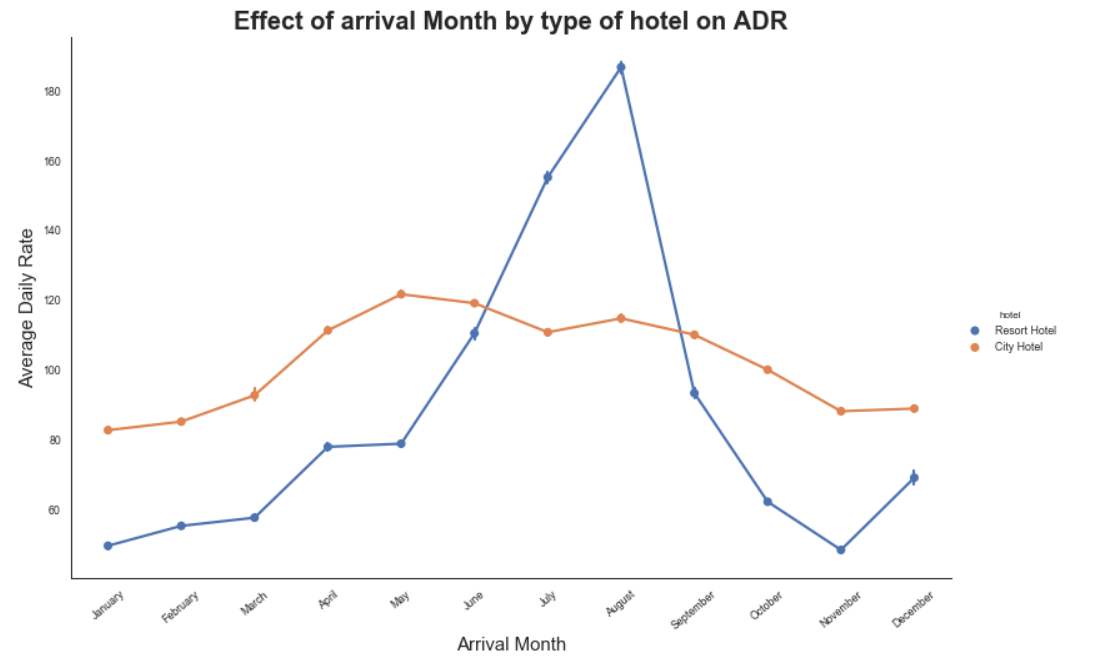 Effect of arrival Month by type of hotel on ADR
180
160
140
120
100
80
60
Average Daily Rate
hotel
Resort Hotel
City Hotel
January
February
March
April
May
June
July
August
September
October
November
December
Arrival Month